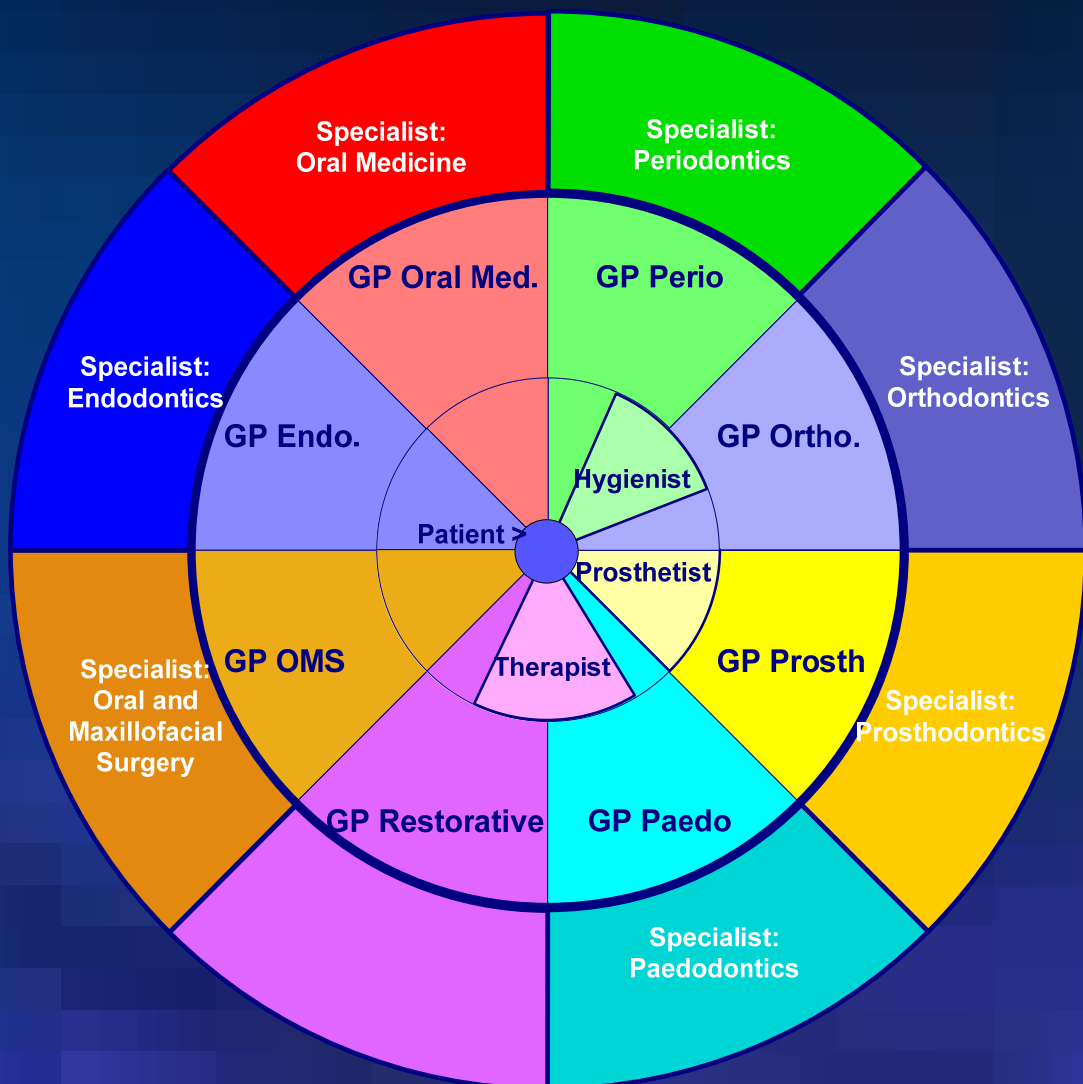 Specialist:
Oral Medicine
Specialist:
Periodontics
GP Oral Med.
GP Perio
Specialist:
Endodontics
Specialist:
Orthodontics
GP Endo.
GP Ortho.
Hygienist
Patient >
Prosthetist
GP OMS
Therapist
GP Prosth
Specialist:
Oral and
Maxillofacial
Surgery
Specialist:
Prosthodontics
GP Restorative
GP Paedo
Specialist:
Paedodontics